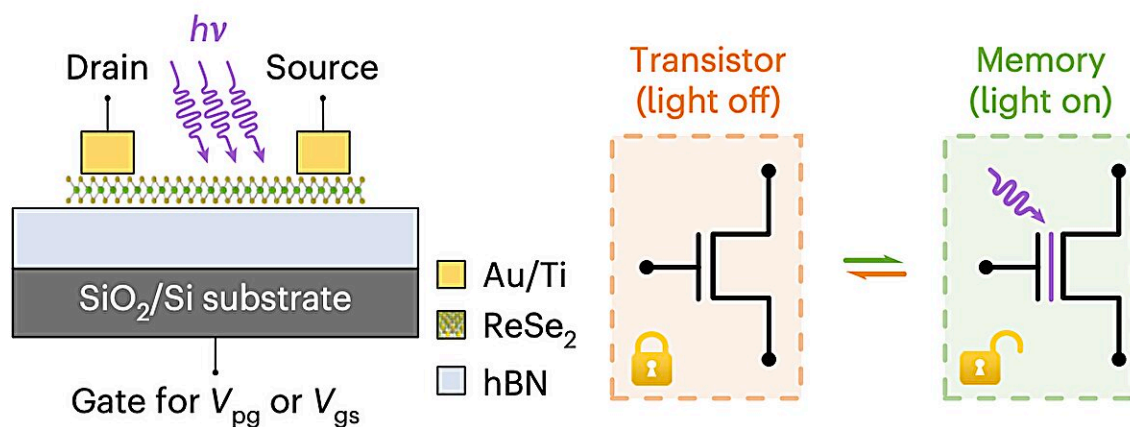 hν
Drain
Source
SiO₂/Si substrate
Gate for Vpg or Vgs
Au/Ti
ReSe₂
hBN
Transistor
(light off)
Memory
(light on)